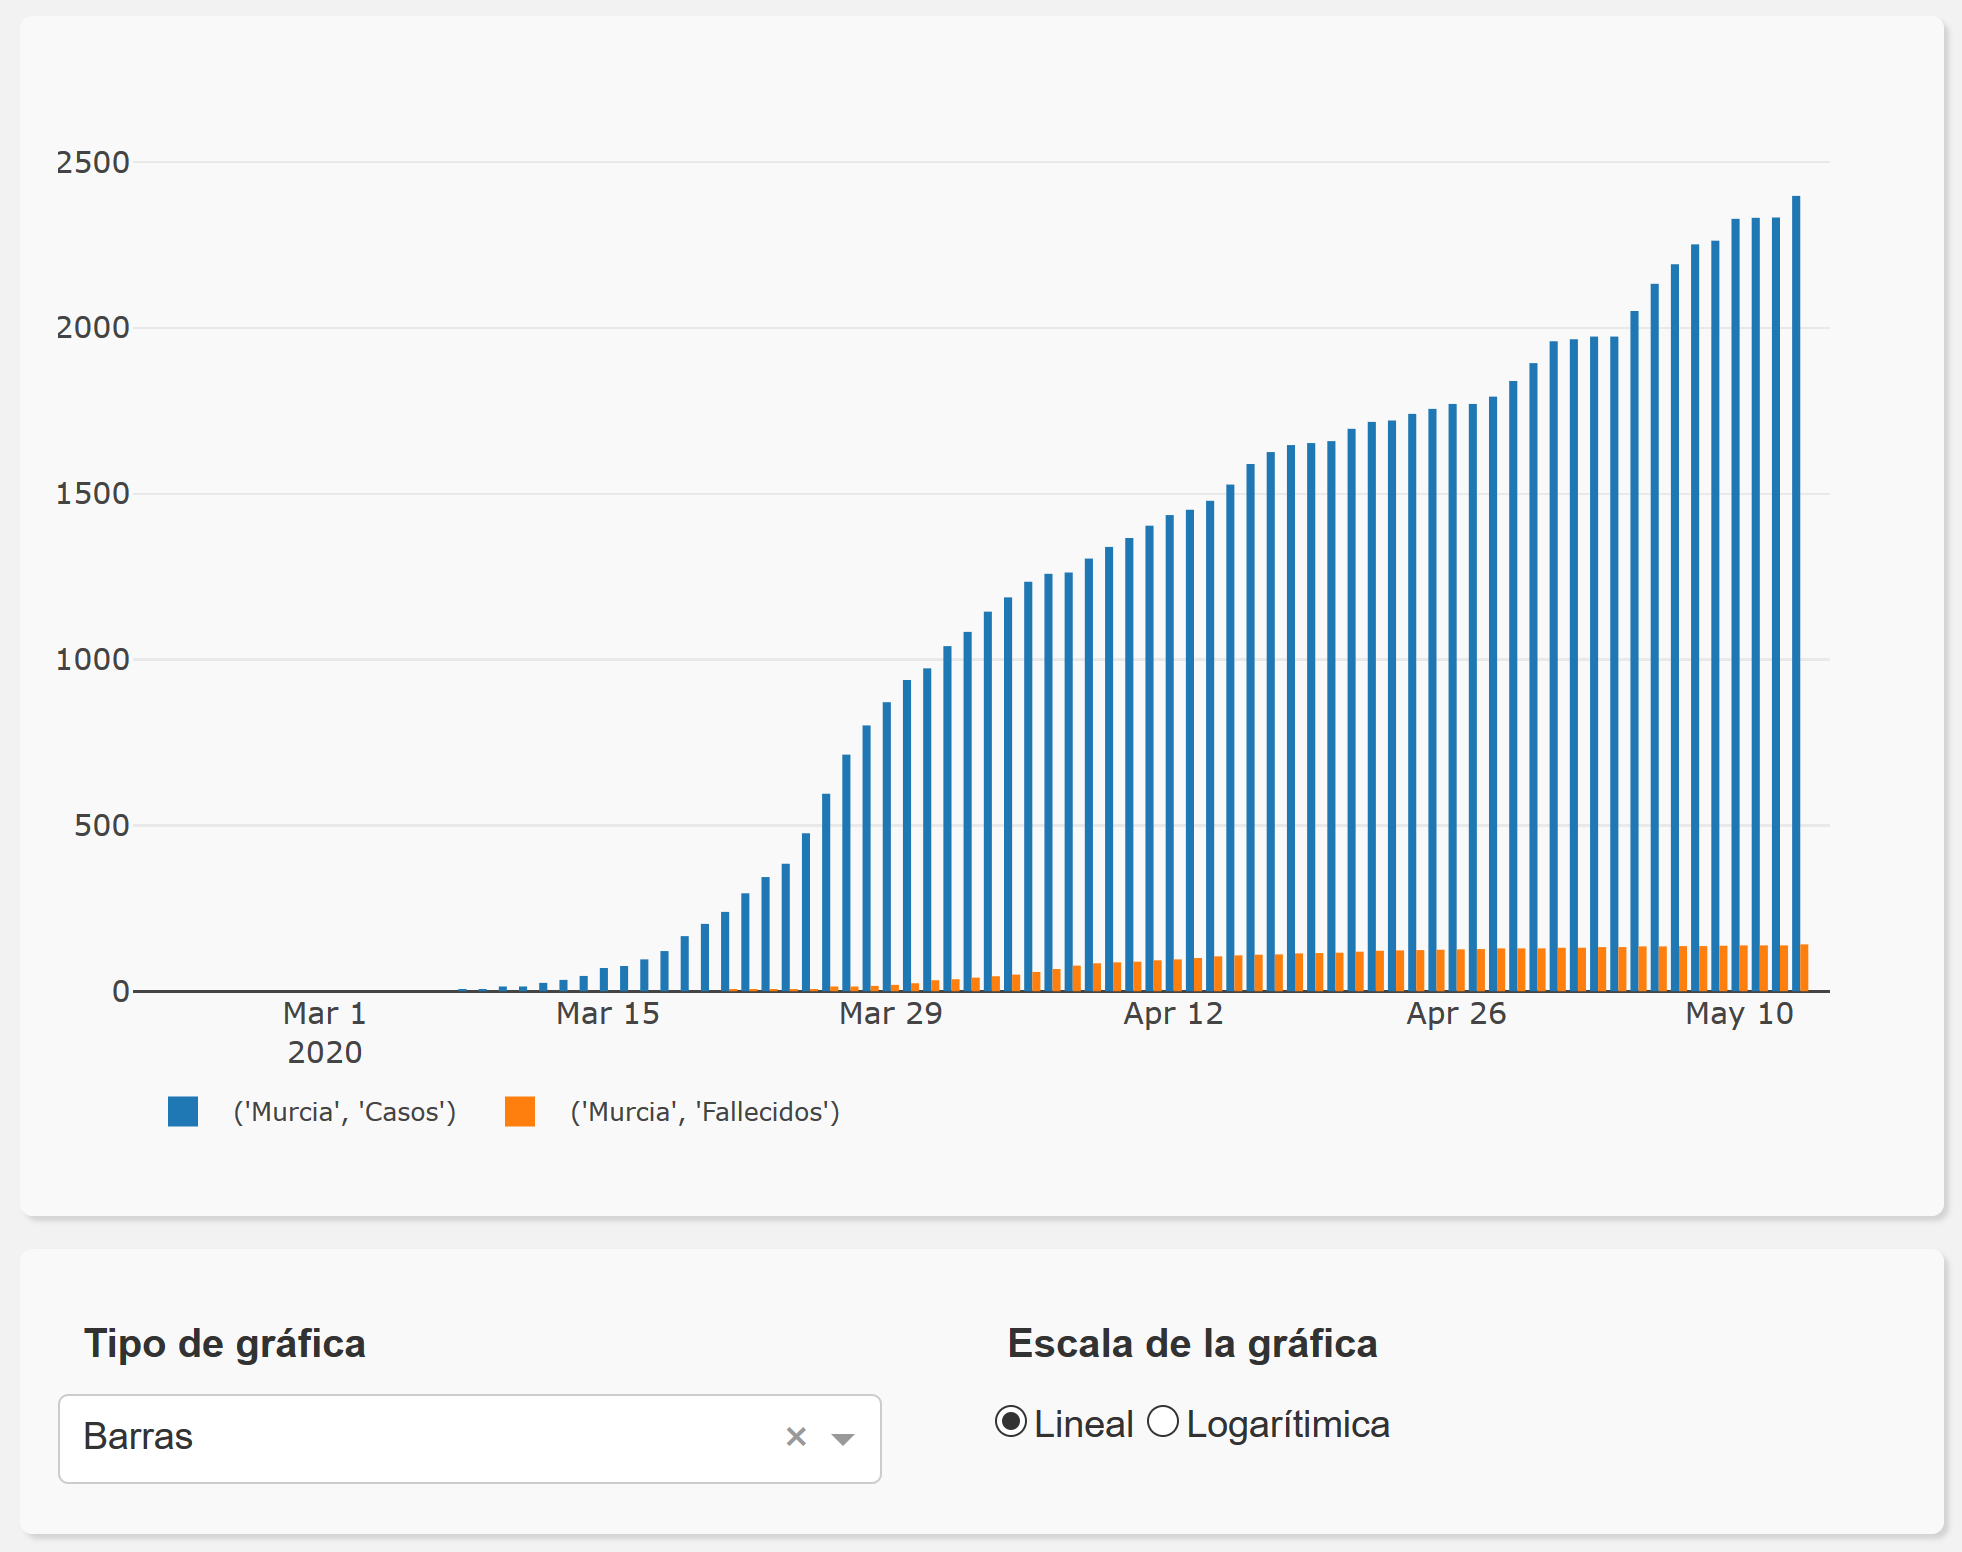 2500
2000
1500
1000
500
0
Mar 1 Mar 15 Mar 29 Apr 12 Apr 26 May 10
2020
('Murcia', 'Casos') ('Murcia', 'Fallecidos')
Tipo de gráfica
Barras
Escala de la gráfica
Lineal Logarítimica